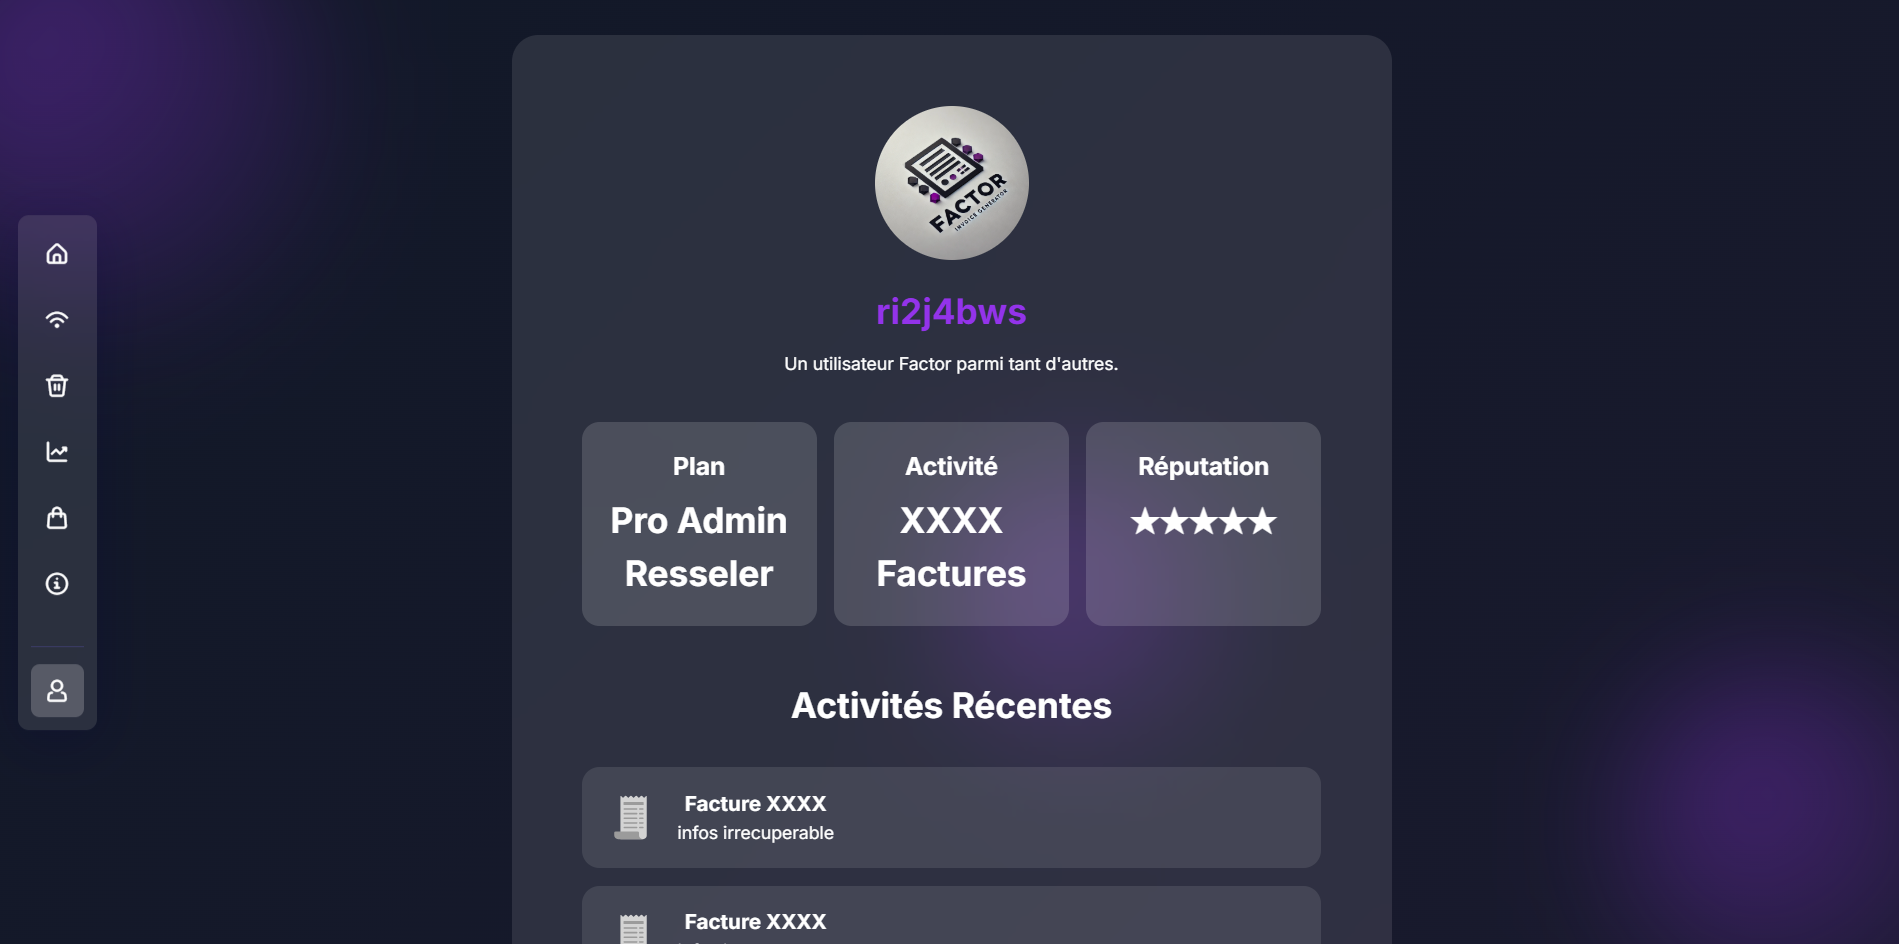 FACTOR
INVOICE GENERATOR
ri2j4bws
Un utilisateur Factor parmi tant d'autres.
Plan
Pro Admin
Resseler
Activité
XXXX
Factures
Réputation
★★★★★
Activités Récentes
Facture XXXX
infos irrecuperable
Facture XXXX